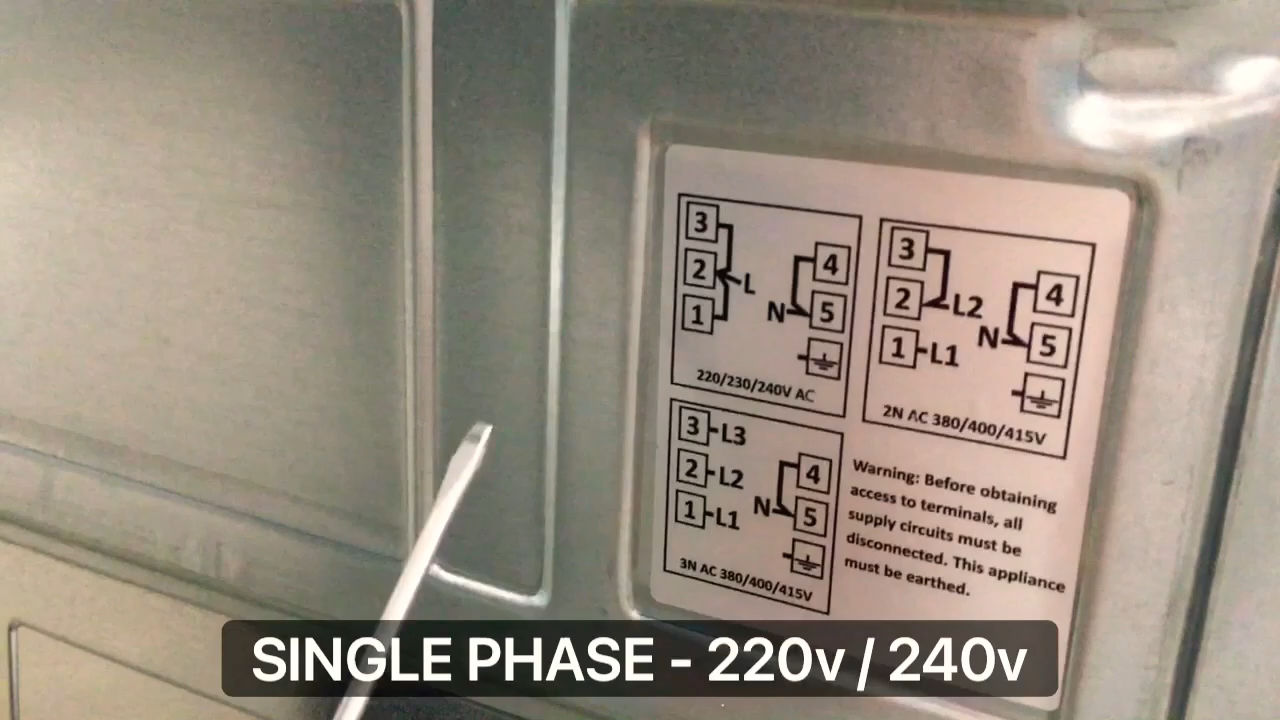 3
2
L
1
4
N
5
220/230/240V AC
3
2
L2
1
L1
4
N
5
2N AC 380/400/415V
3
L3
2
L2
1
L1
4
N
5
3N AC 380/400/415V
Warning: Before obtaining
access to terminals, all
supply circuits must be
disconnected. This appliance
must be earthed.
SINGLE PHASE - 220v / 240v